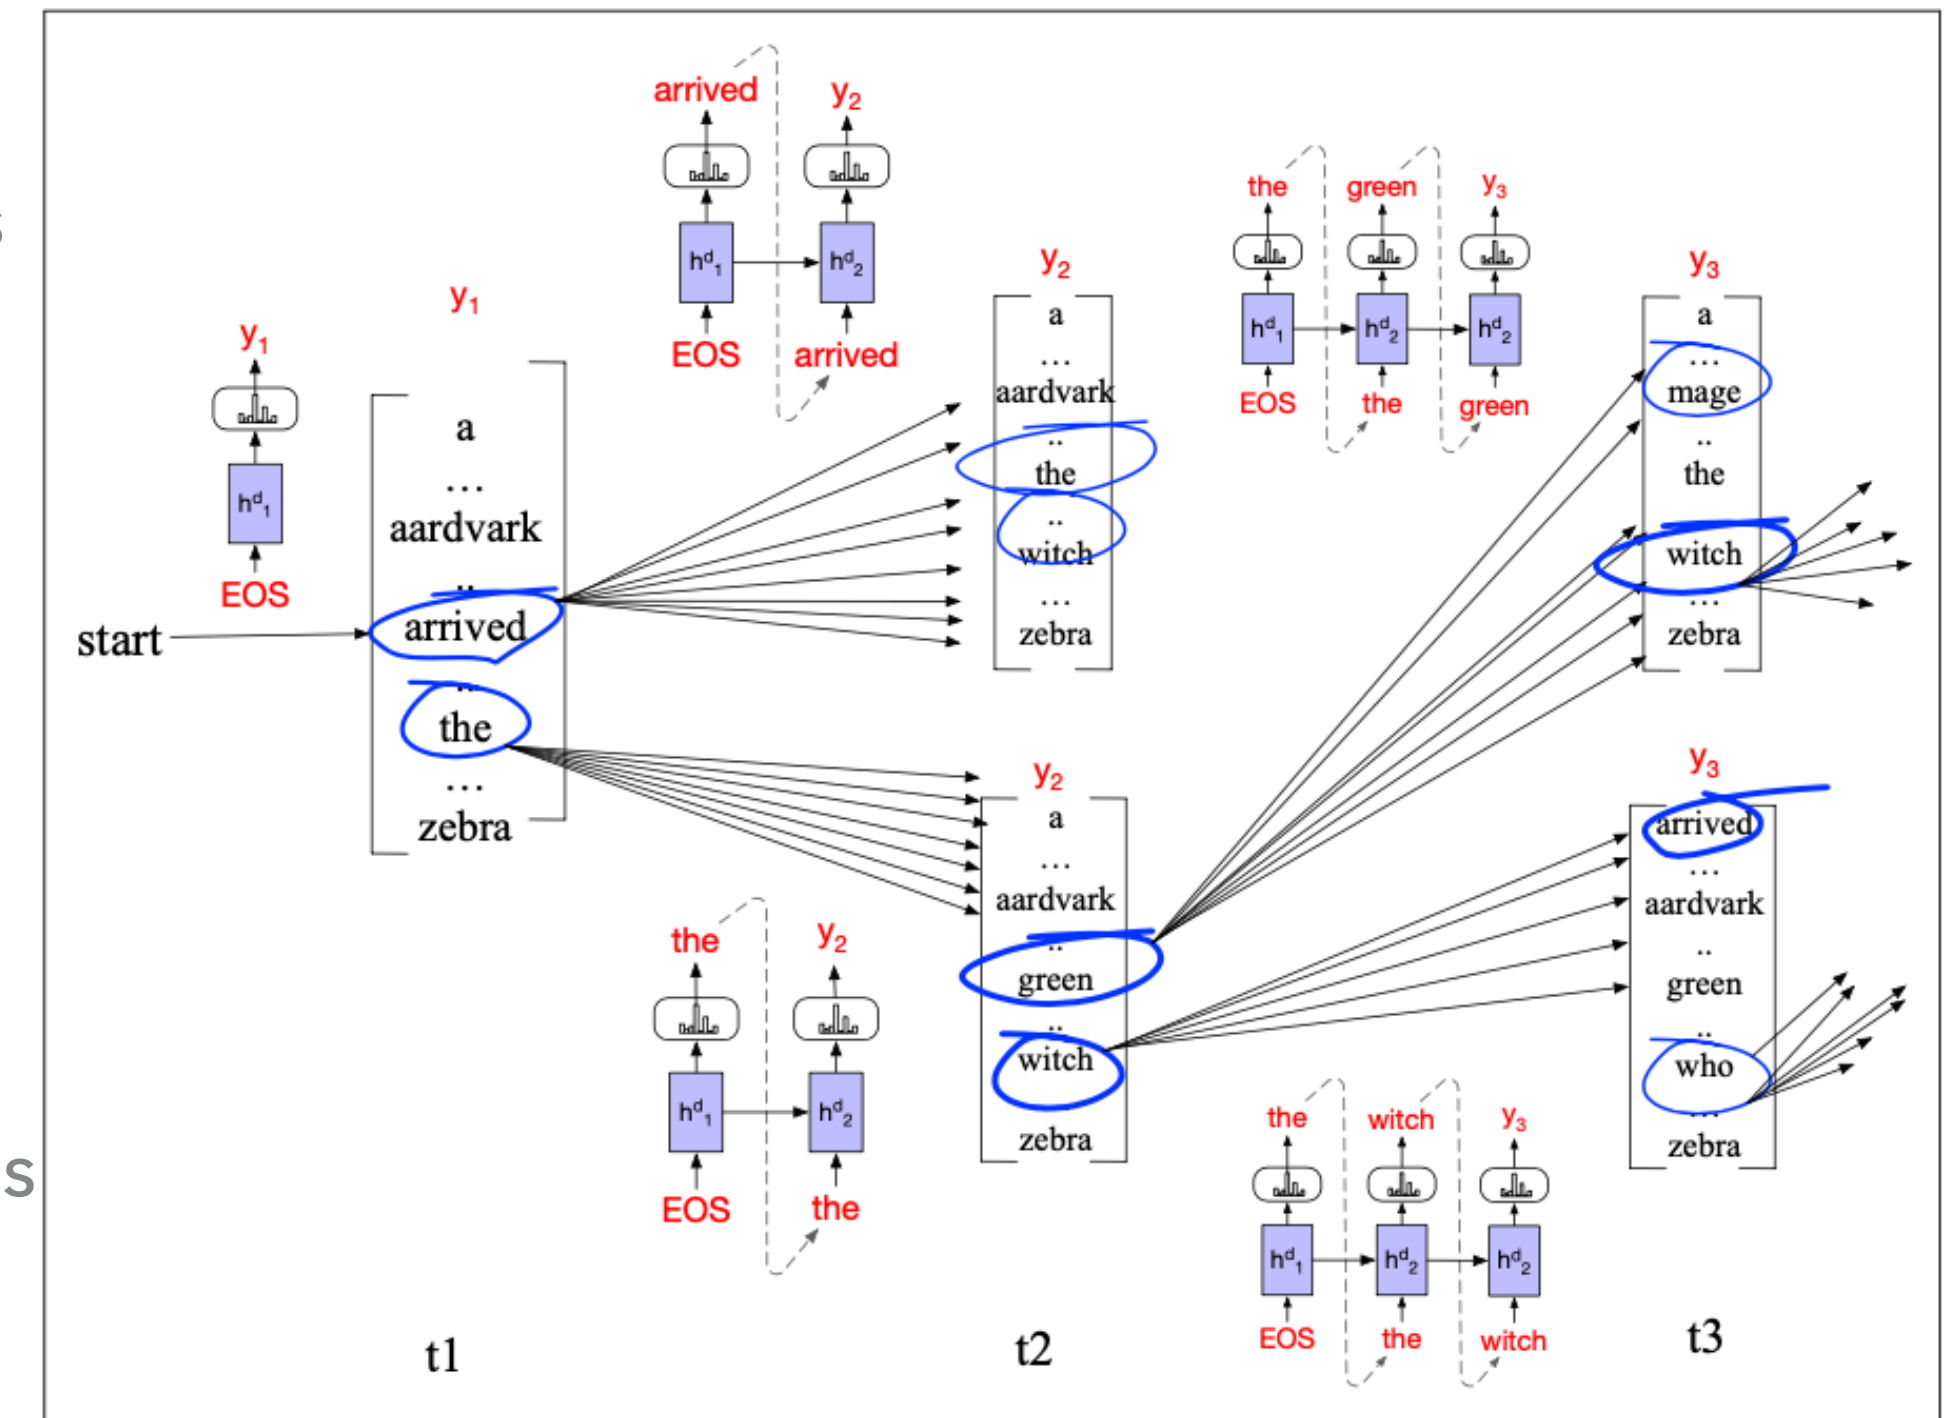 s
s
start
y1
hd1
EOS
y1
a
...
aardvark
..
arrived
..
the
...
zebra
t1
arrived
y2
hd1
hd2
EOS
arrived
y2
a
...
aardvark
..
the
..
witch
...
zebra
the
y2
hd1
hd2
EOS
the
y2
a
...
aardvark
..
green
..
witch
zebra
t2
the
green
y3
hd1
hd2
hd2
EOS
the
green
y3
a
...
mage
..
the
witch
...
zebra
y3
arrived
...
aardvark
..
green
..
who
...
zebra
the
witch
y3
hd1
hd2
hd2
EOS
the
witch
t3